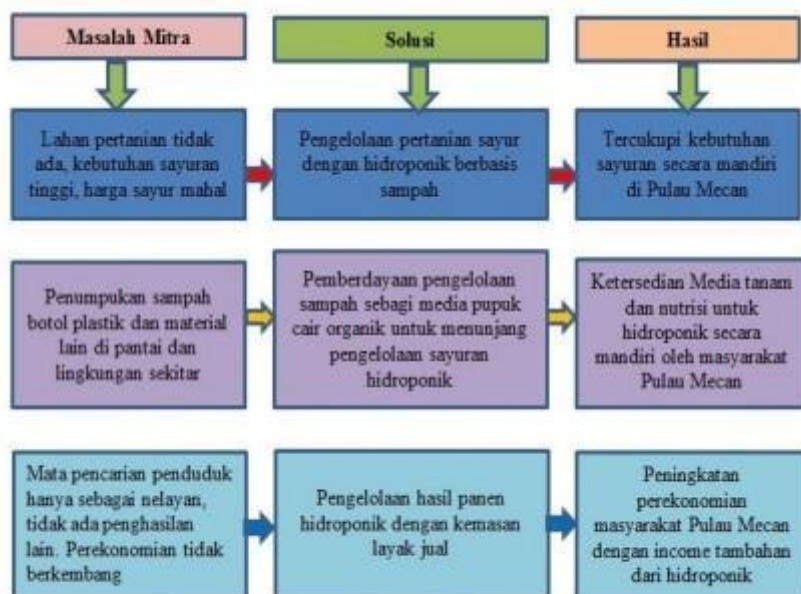 Masalah Mitra
Solusi
Hasil
Lahan pertanian tidak
ada, kebutuhan sayuran
tinggi, harga sayur mahal
Pengelolaan pertanian sayur
dengan hidroponik berbasis
sampah
Tercukupi kebutuhan
sayuran secara mandiri
di Pulau Mecan
Penumpukan sampah
botol plastik dan material
lain di pantai dan
lingkungan sekitar
Pemberdayaan pengelolaan
sampah sebagi media pupuk
cair organik untuk menunjang
pengelolaan sayuran
hidroponik
Ketersedian Media tanam
dan nutrisi untuk
hidroponik secara
mandiri oleh masyarakat
Pulau Mecan
Mata pencarian penduduk
hanya sebagai nelayan,
tidak ada penghasilan
lain. Perekonomian tidak
berkembang
Pengelolaan hasil panen
hidroponik dengan kemasan
layak jual
Peningkatan
perekonomian
masyarakat Pulau Mecan
dengan income tambahan
dari hidroponik